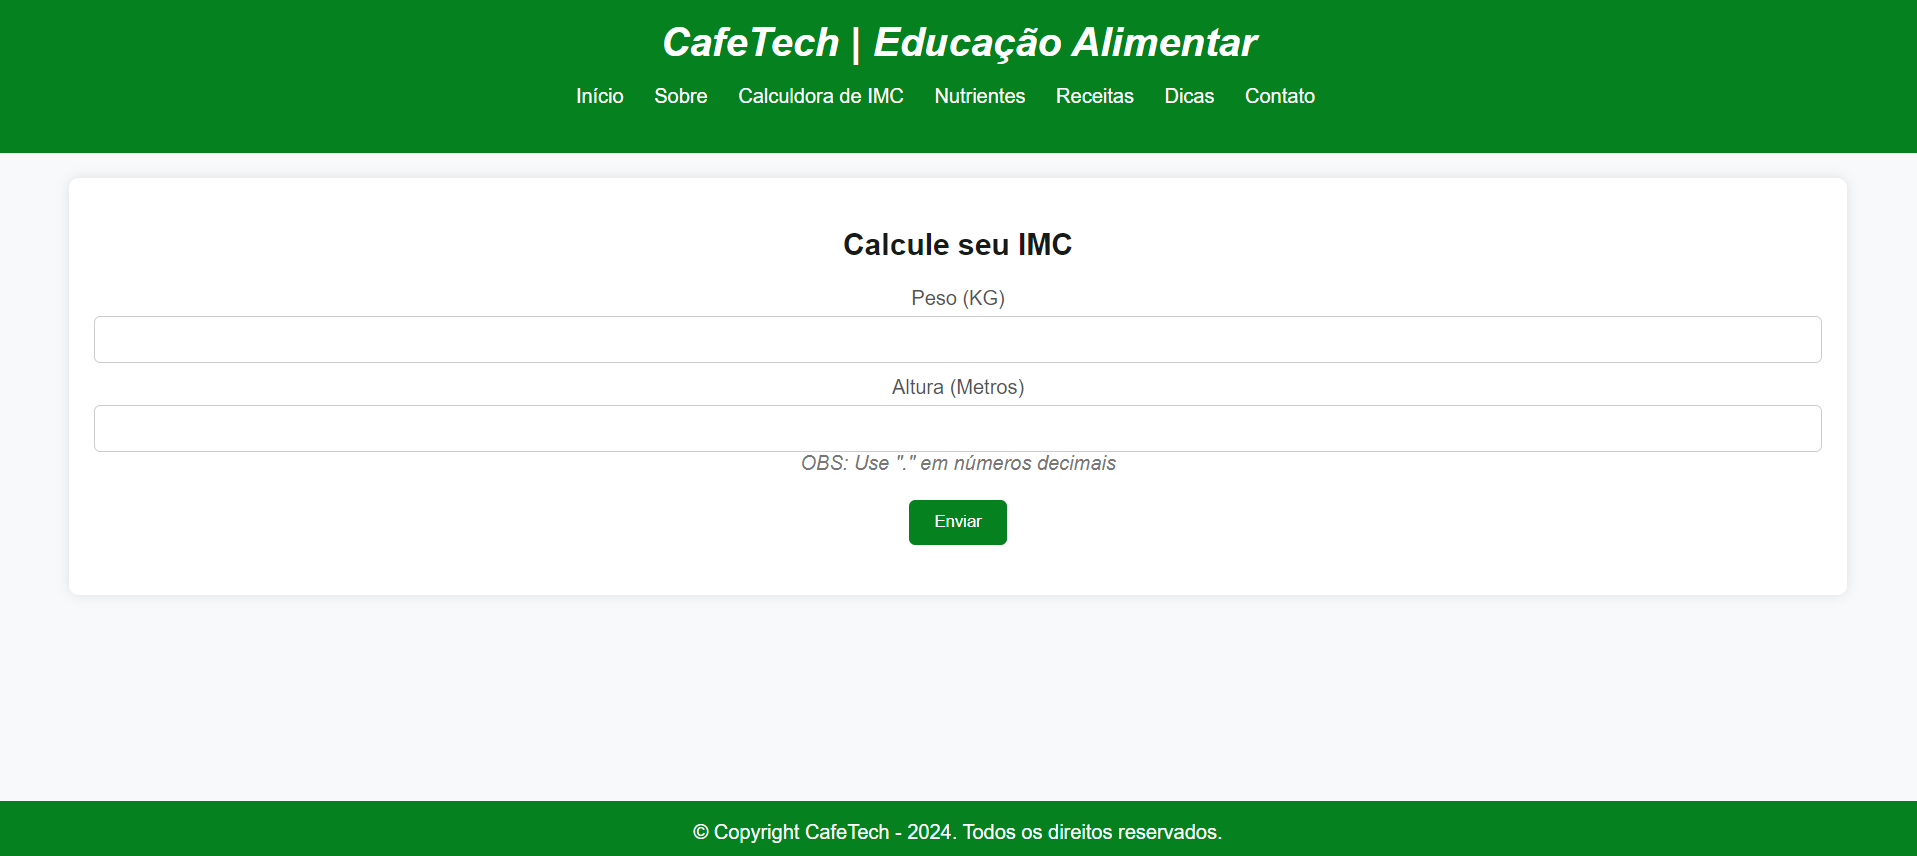 CafeTech | Educação Alimentar
Início Sobre Calculdora de IMC Nutrientes Receitas Dicas Contato
Calcule seu IMC
Peso (KG)
Altura (Metros)
OBS: Use "." em números decimais
Enviar
© Copyright CafeTech - 2024. Todos os direitos reservados.